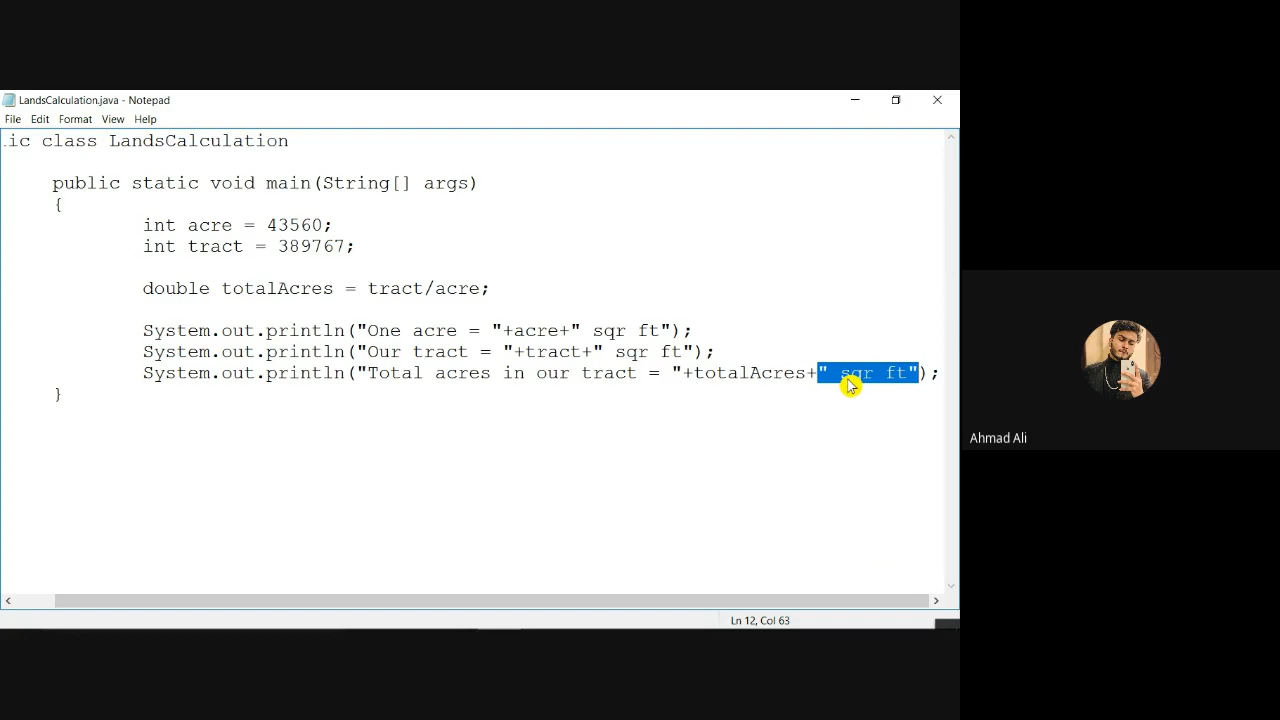 LandsCalculation.java - Notepad
File Edit Format View Help
ic class LandsCalculation
public static void main(String[] args)
{
int acre = 43560;
int tract = 389767;
double totalAcres = tract/acre;
System.out.println("One acre = "+acre+" sqr ft");
System.out.println("Our tract = "+tract+" sqr ft");
System.out.println("Total acres in our tract = "+totalAcres+" sqr ft");
}
Ln 12, Col 63
Ahmad Ali